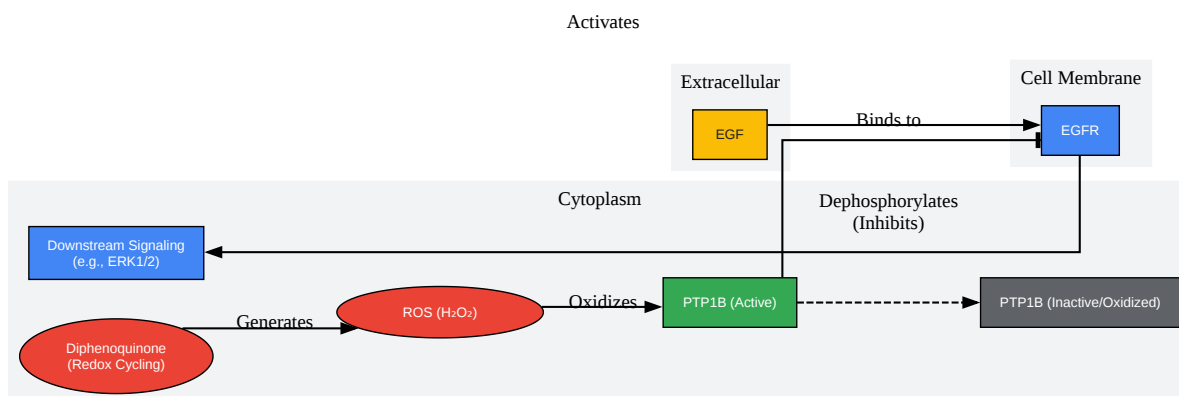 Activates
Extracellular
Cell Membrane
EGF
Binds to
EGFR
Cytoplasm
Dephosphorylates
(Inhibits)
Downstream Signaling
(e.g., ERK1/2)
Generates
ROS (H₂O₂)
Oxidizes
PTP1B (Active)
PTP1B (Inactive/Oxidized)
Diphenoquinone
(Redox Cycling)